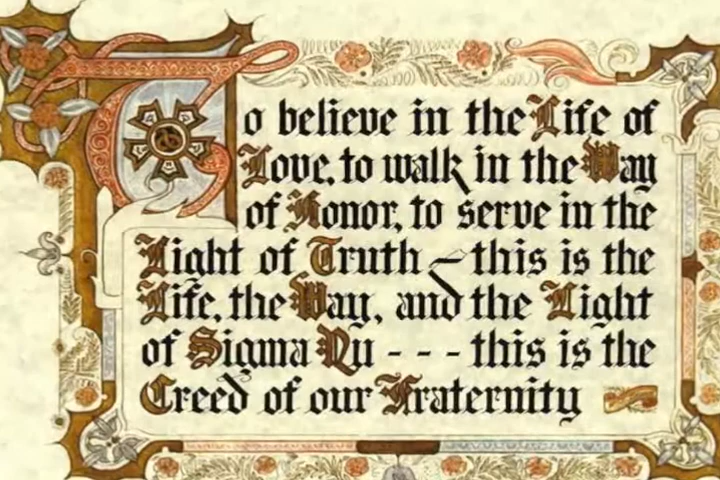 To believe in the Life of
Love, to walk in the Way
of Honor, to serve in the
Light of Truth – this is the
Life, the Way, and the Light
of Sigma Nu - - - this is the
Creed of our Fraternity